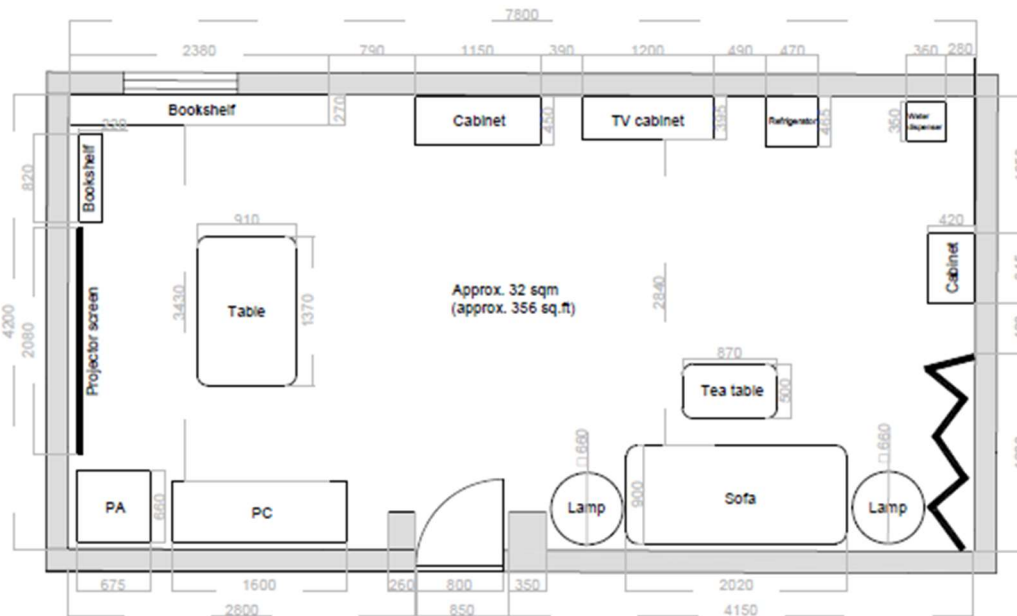 7800
2380 790 1150 390 1200 490 470 360 280
Bookshelf
270
Cabinet
450
TV cabinet
395
Refrigerator
465
350
Water
dispenser
220
820
Bookshelf
910
420
Cabinet
Table
1370
3430
Approx. 32 sqm
(approx. 356 sq.ft)
2840
4200
2080
Projector screen
870
Tea table
500
□660
□660
PA
660
PC
Lamp
900
Sofa
Lamp
675 1600 260 800 350 2020
2800 850 4150